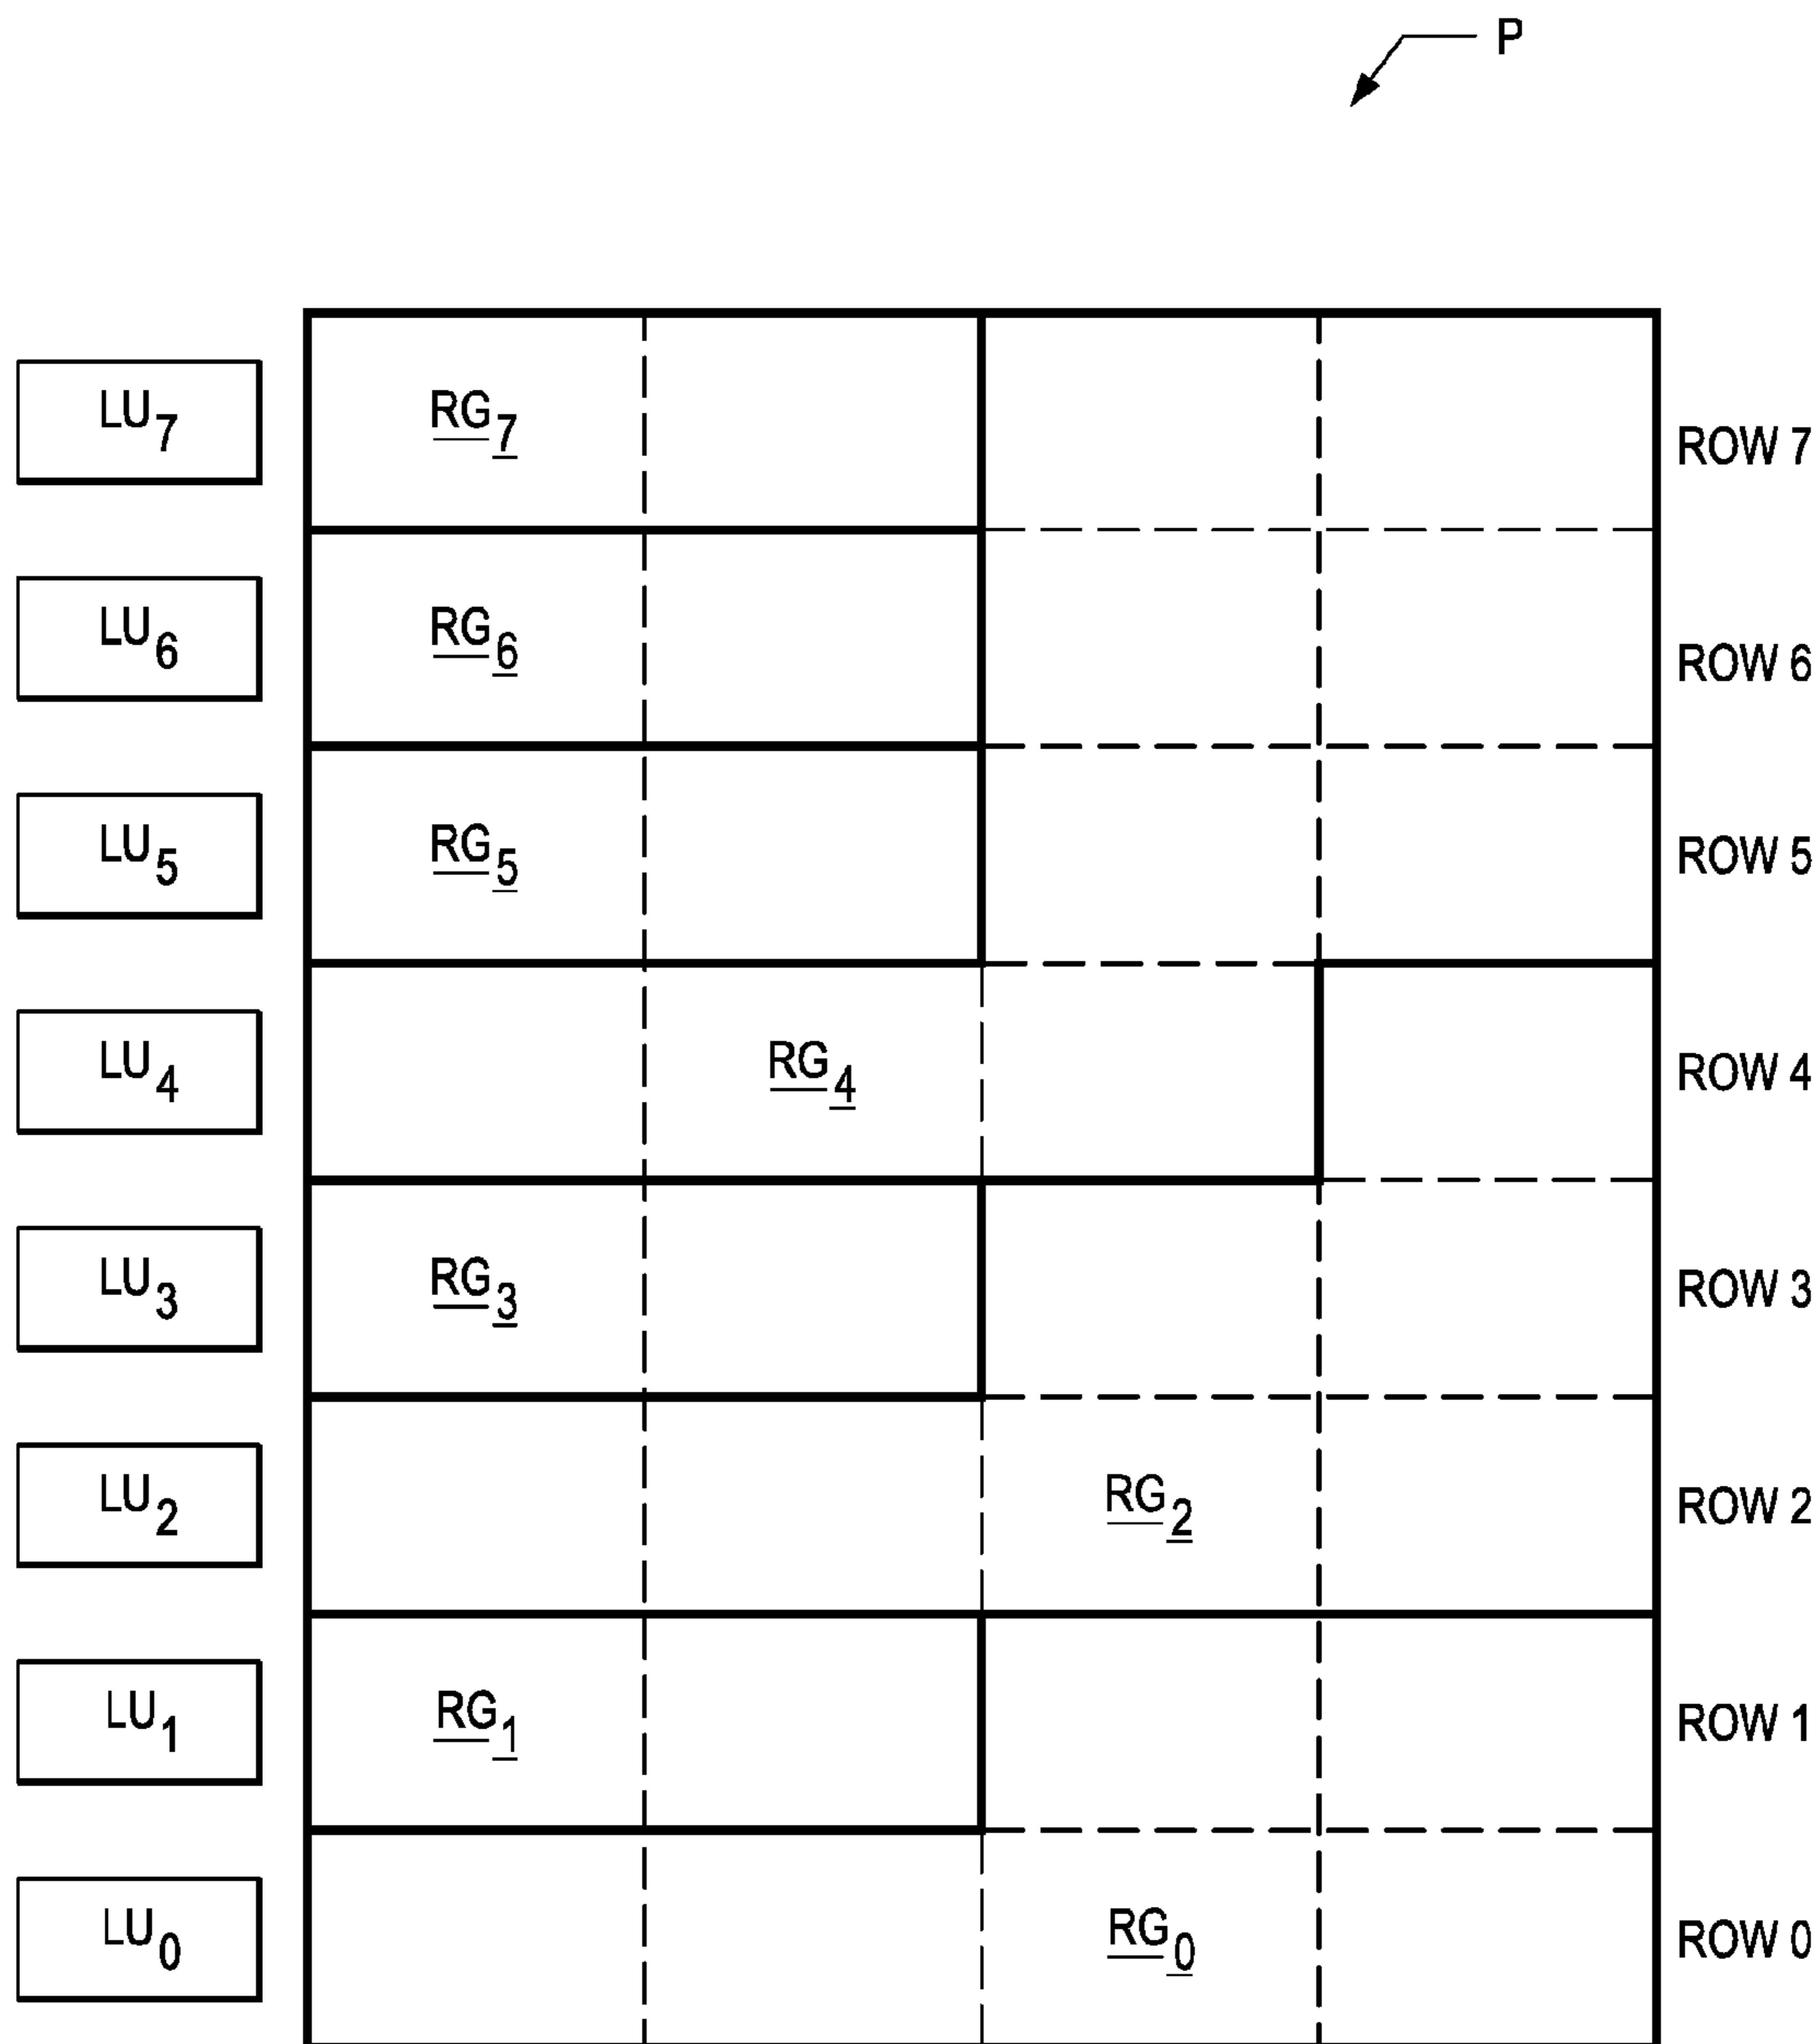 P
LU7 RG7 ROW 7
LU6 RG6 ROW 6
LU5 RG5 ROW 5
LU4 RG4 ROW 4
LU3 RG3 ROW 3
LU2 RG2 ROW 2
LU1 RG1 ROW 1
LU0 RG0 ROW 0